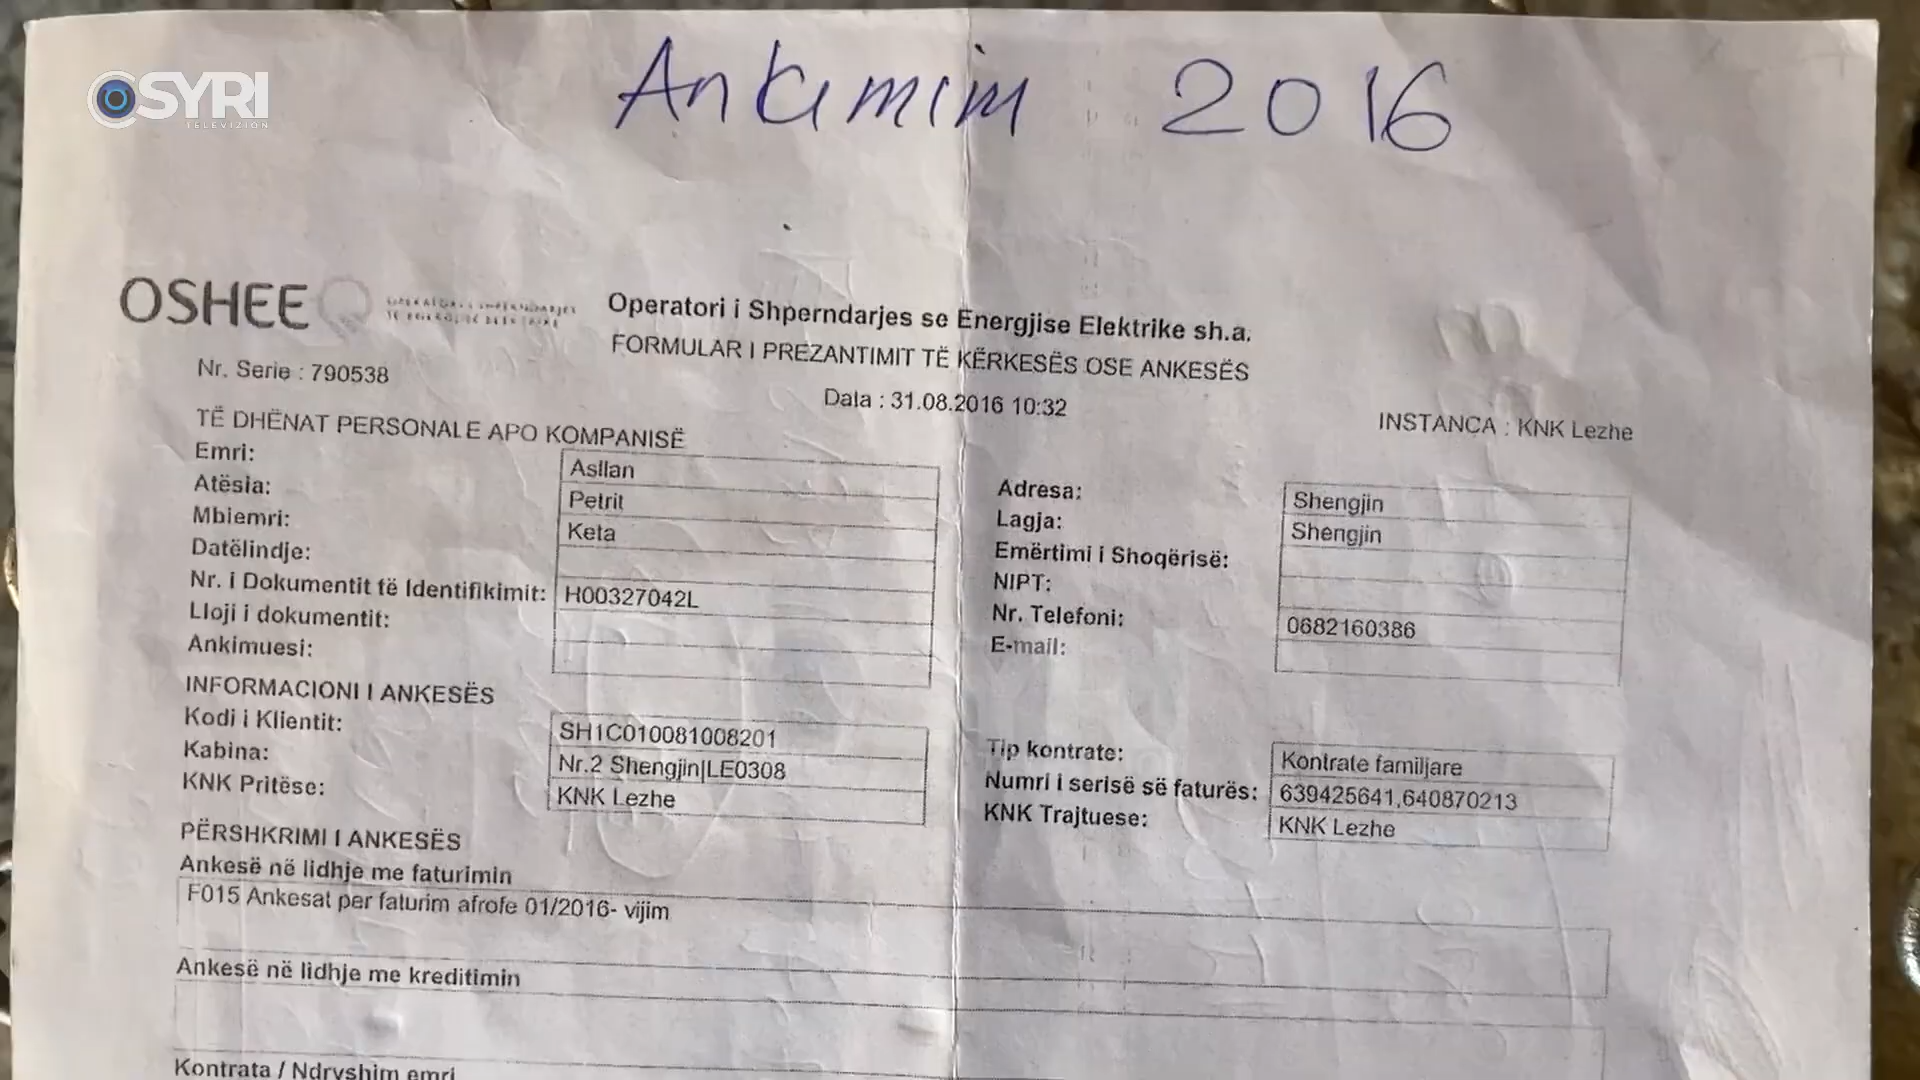 SYRI
TELEVIZION
Ankimim 2016
OSHEE
Operatori i Shperndarjes se Energjise Elektrike sh.a.
FORMULAR I PREZANTIMIT TË KËRKESËS OSE ANKESËS
Nr. Serie : 790538
Data : 31.08.2016 10:32
INSTANCA : KNK Lezhe
TË DHËNAT PERSONALE APO KOMPANISË
Emri: Asllan
Atësia: Petrit
Mbiemri: Keta
Datëlindje:
Nr. i Dokumentit të Identifikimit: H00327042L
Lloji i dokumentit:
Ankimuesi:
Adresa: Shengjin
Lagja: Shengjin
Emërtimi i Shoqërisë:
NIPT:
Nr. Telefoni: 0682160386
E-mail:
INFORMACIONI I ANKESËS
Kodi i Klientit: SH1C010081008201
Kabina: Nr.2 Shengjin|LE0308
KNK Pritëse: KNK Lezhe
Tip kontrate: Kontrate familjare
Numri i serisë së faturës: 639425641,640870213
KNK Trajtuese: KNK Lezhe
PËRSHKRIMI I ANKESËS
Ankesë në lidhje me faturimin
F015 Ankesat per faturim afrofe 01/2016- vijim
Ankesë në lidhje me kreditimin
Kontrata / Ndryshim emri